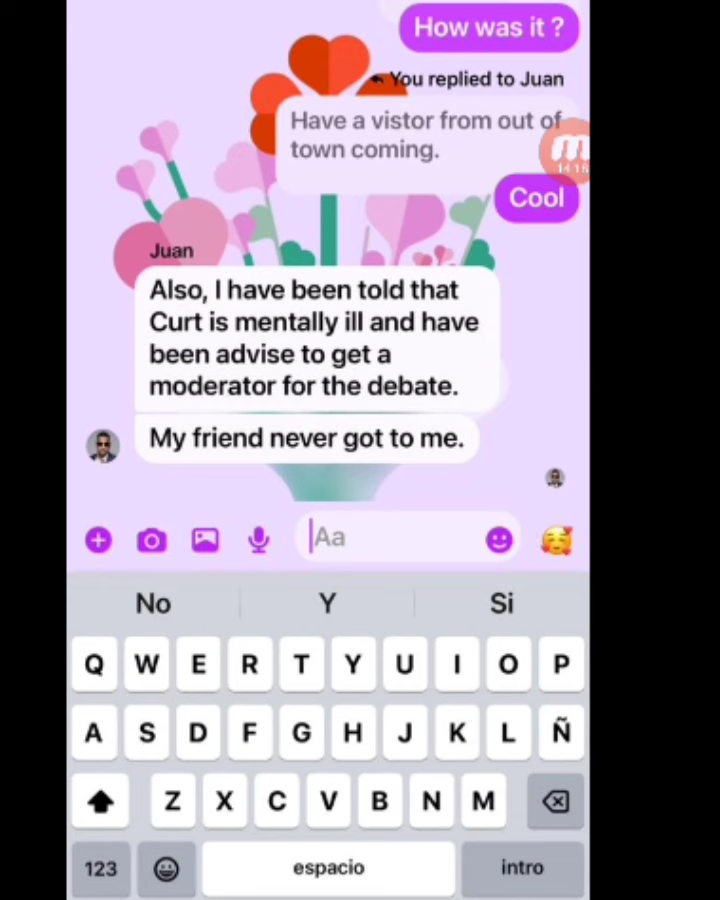 How was it ?
You replied to Juan
Have a vistor from out of
town coming.
14:16
Cool
Juan
Also, I have been told that
Curt is mentally ill and have
been advise to get a
moderator for the debate.
My friend never got to me.
Aa
No Y Si
Q W E R T Y U I O P
A S D F G H J K L Ñ
Z X C V B N M
123 espacio intro